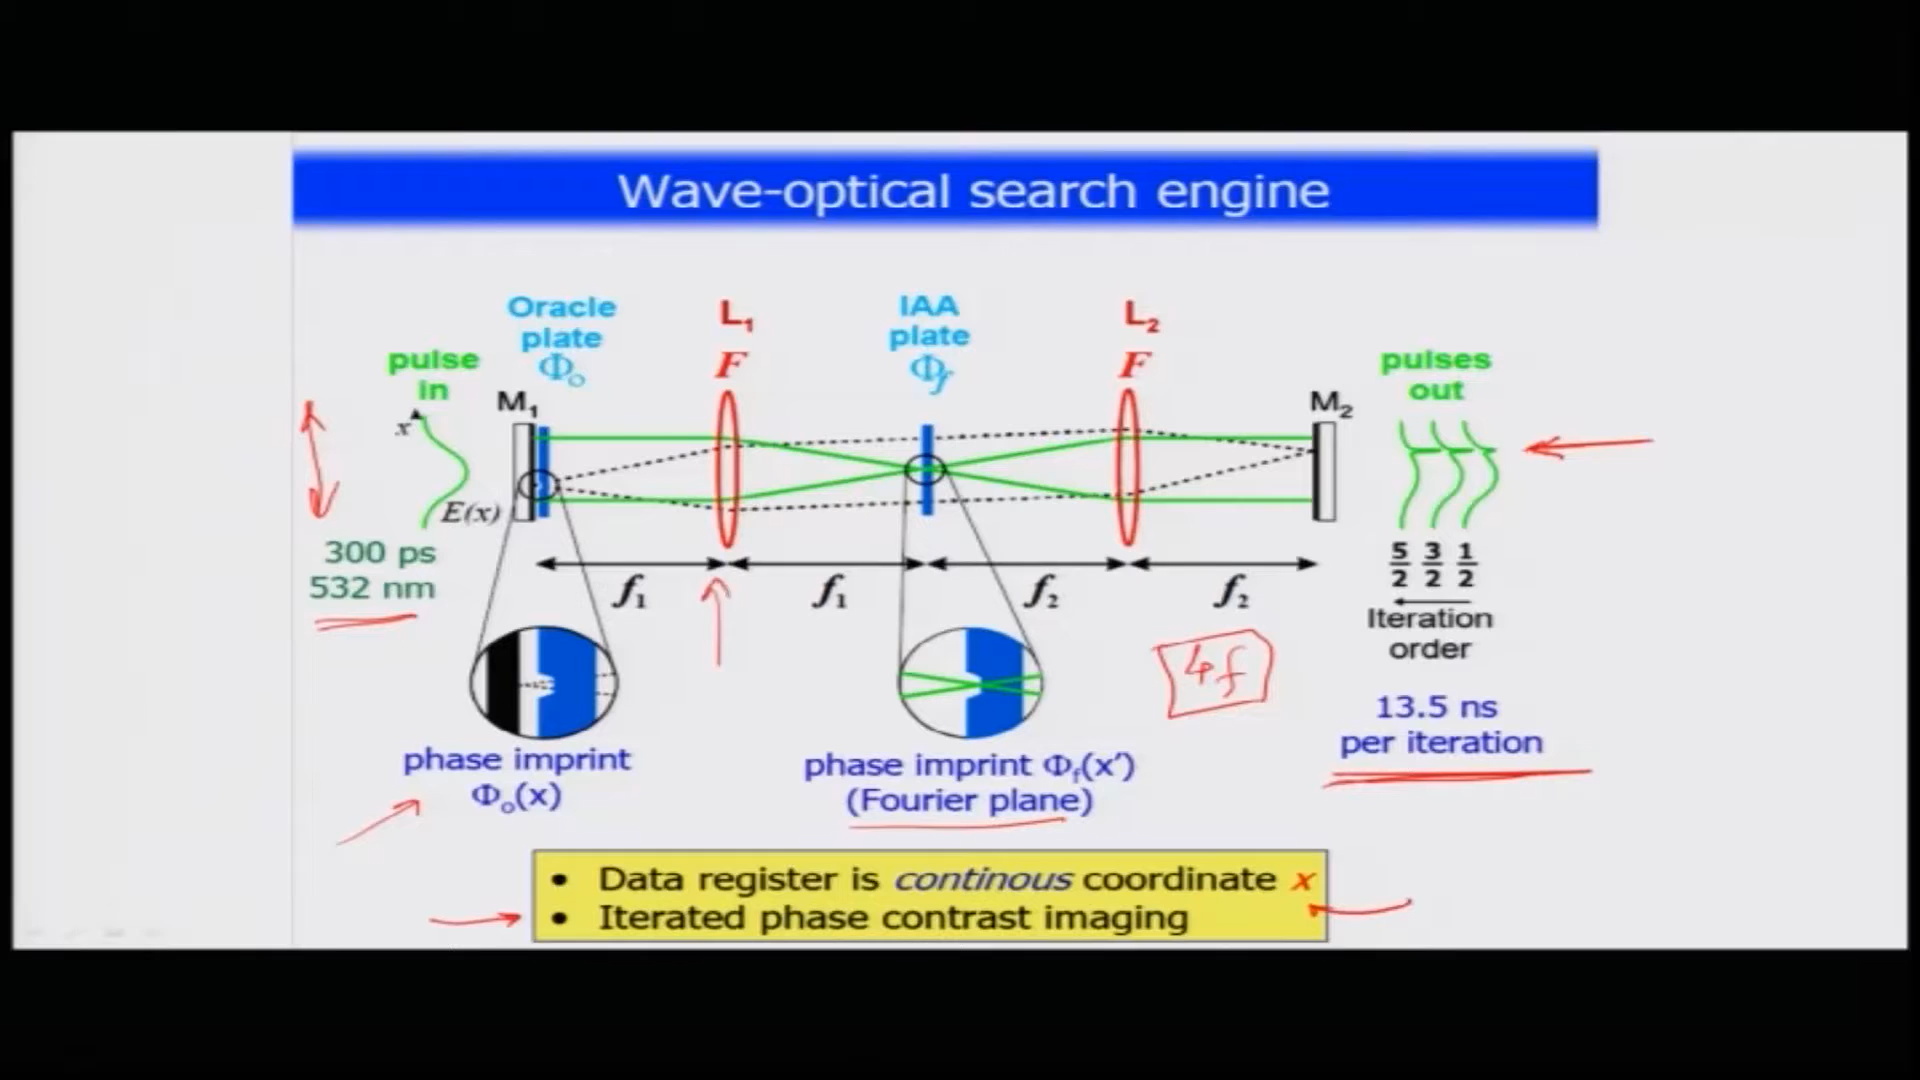 Wave-optical search engine
Oracle
plate
Φₒ
L₁
F
IAA
plate
Φf
L₂
F
pulse
in
pulses
out
M₁
M₂
x
E(x)
300 ps
532 nm
f₁
f₁
f₂
f₂
5/2 3/2 1/2
Iteration
order
4f
13.5 ns
per iteration
phase imprint
Φₒ(x)
phase imprint Φf(x′)
(Fourier plane)
• Data register is continous coordinate x
• Iterated phase contrast imaging